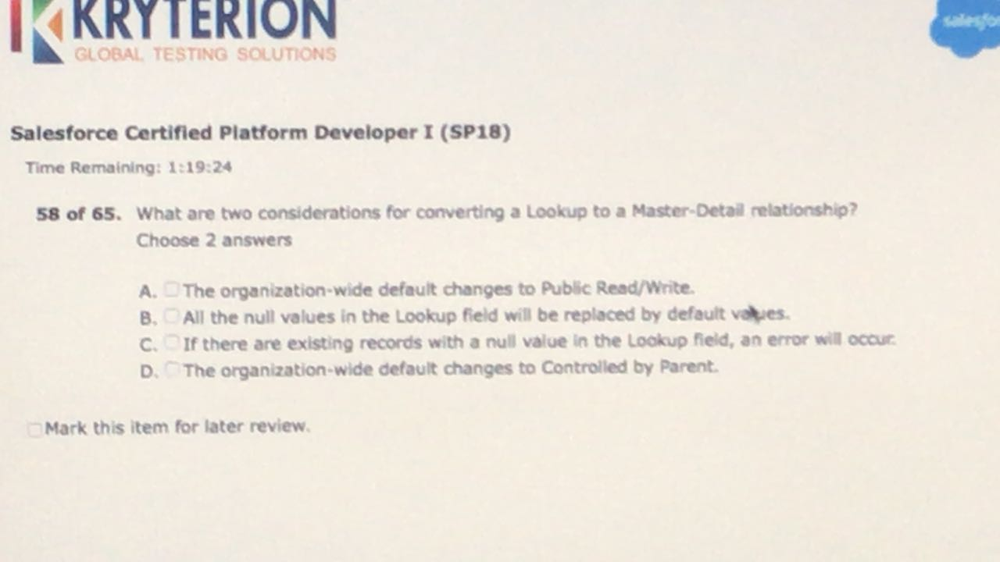 KRYTERION
GLOBAL TESTING SOLUTIONS
salesfo
Salesforce Certified Platform Developer I (SP18)
Time Remaining: 1:19:24
58 of 65. What are two considerations for converting a Lookup to a Master-Detail relationship?
Choose 2 answers
A. The organization-wide default changes to Public Read/Write.
B. All the null values in the Lookup field will be replaced by default values.
C. If there are existing records with a null value in the Lookup field, an error will occur.
D. The organization-wide default changes to Controlled by Parent.
Mark this item for later review.